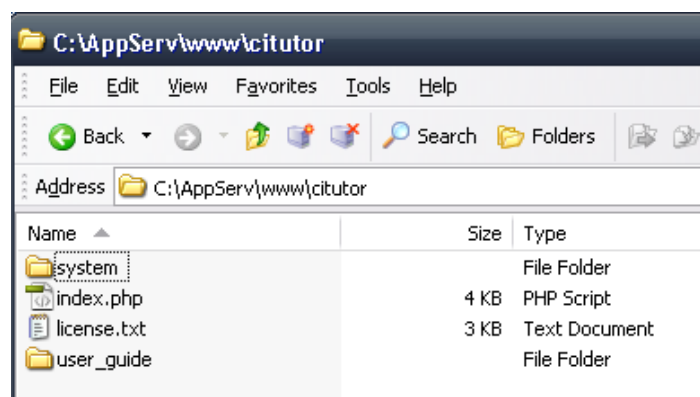 C:\AppServ\www\citutor
File Edit View Favorites Tools Help
Back Search Folders
Address C:\AppServ\www\citutor
Name Size Type
system File Folder
index.php 4 KB PHP Script
license.txt 3 KB Text Document
user_guide File Folder